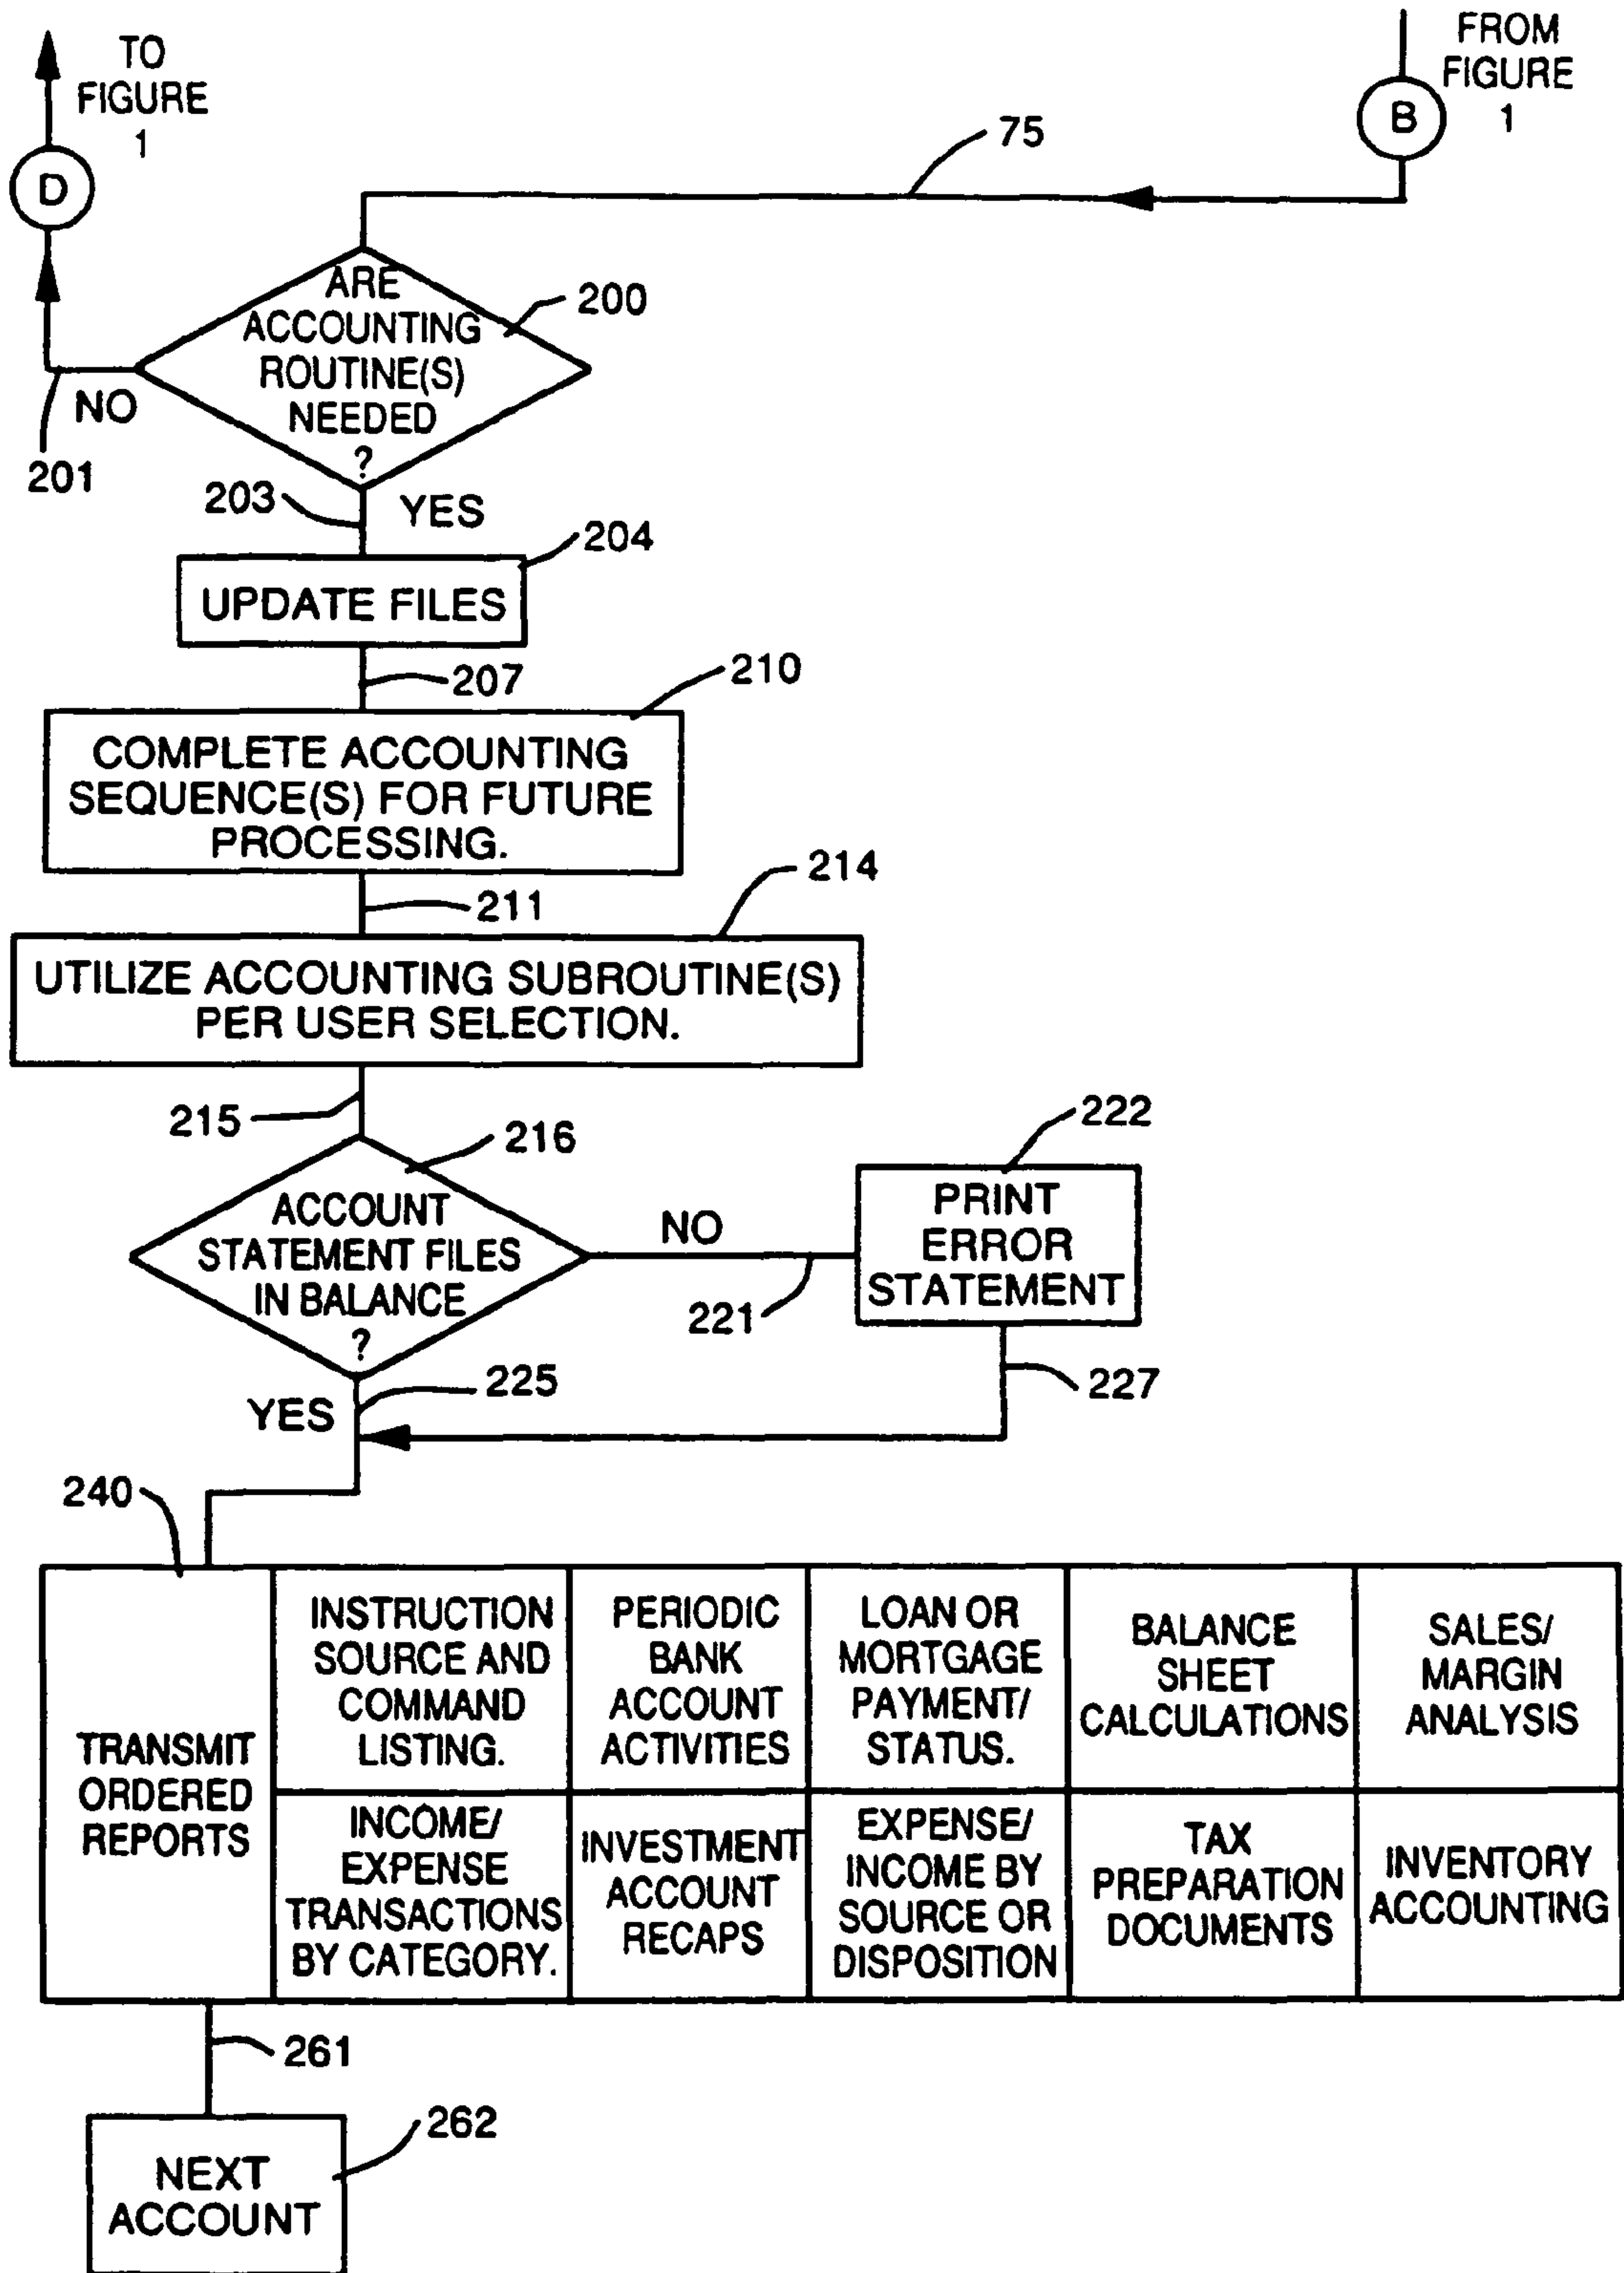 TO
FIGURE
1
D
FROM
FIGURE
1
B
75
ARE
ACCOUNTING
ROUTINE(S)
NEEDED
?
200
NO
201
203
YES
204
UPDATE FILES
207
210
COMPLETE ACCOUNTING
SEQUENCE(S) FOR FUTURE
PROCESSING.
211
214
UTILIZE ACCOUNTING SUBROUTINE(S)
PER USER SELECTION.
215
216
ACCOUNT
STATEMENT FILES
IN BALANCE
?
NO
221
222
PRINT
ERROR
STATEMENT
227
225
YES
240
TRANSMIT
ORDERED
REPORTS
INSTRUCTION
SOURCE AND
COMMAND
LISTING.
PERIODIC
BANK
ACCOUNT
ACTIVITIES
LOAN OR
MORTGAGE
PAYMENT/
STATUS.
BALANCE
SHEET
CALCULATIONS
SALES/
MARGIN
ANALYSIS
INCOME/
EXPENSE
TRANSACTIONS
BY CATEGORY.
INVESTMENT
ACCOUNT
RECAPS
EXPENSE/
INCOME BY
SOURCE OR
DISPOSITION
TAX
PREPARATION
DOCUMENTS
INVENTORY
ACCOUNTING
261
262
NEXT
ACCOUNT